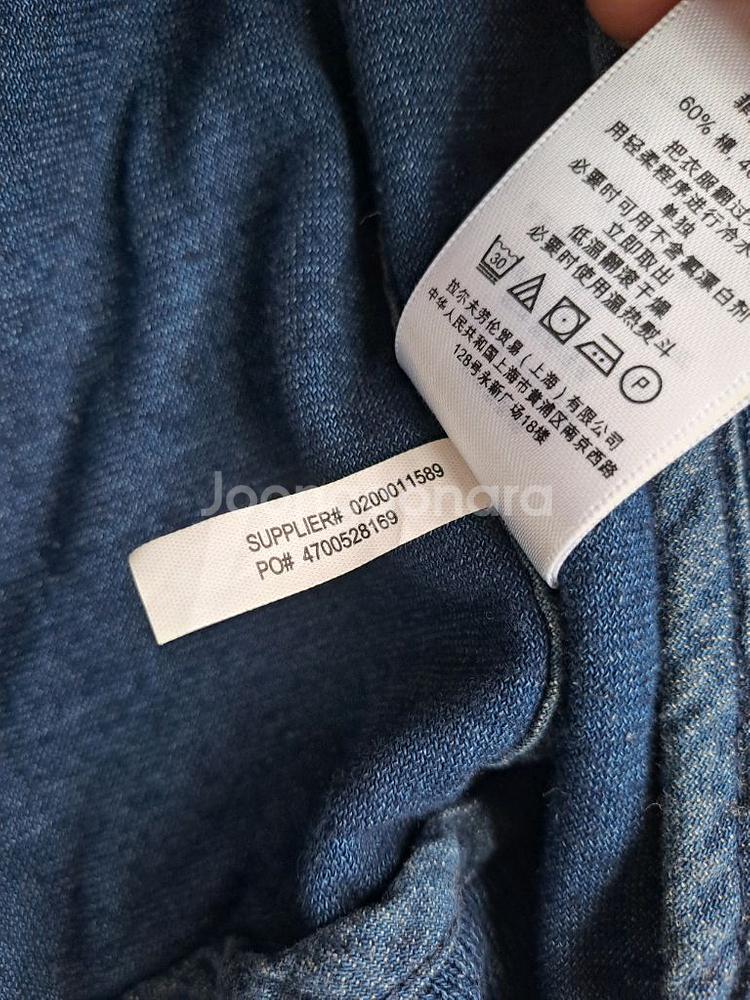 60% 棉,
把衣服翻过
用轻柔程序进行冷水
单独
必要时可用不含氯漂白剂
立即取出
低温翻滚干燥
必要时使用温热熨斗
30
P
拉尔夫劳伦贸易（上海）有限公司
中华人民共和国上海市黄浦区南京西路
128号永新广场18楼
SUPPLIER# 0200011589
PO# 4700528169
Joonggonara